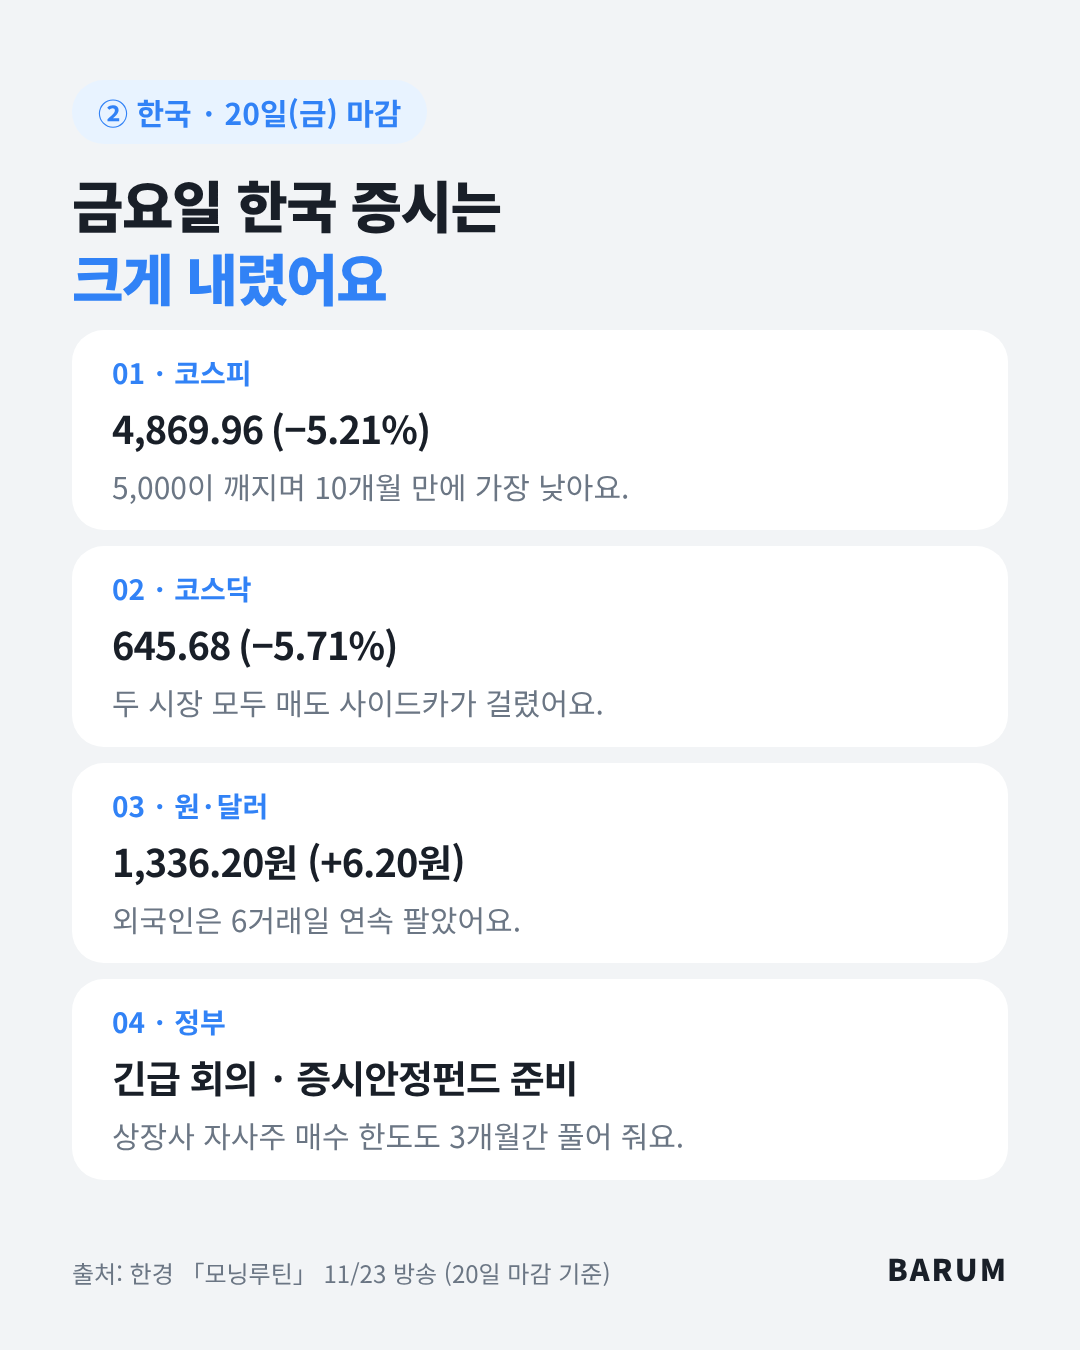 ② 한국 · 20일(금) 마감
금요일 한국 증시는
크게 내렸어요
01 · 코스피
4,869.96 (−5.21%)
5,000이 깨지며 10개월 만에 가장 낮아요.
02 · 코스닥
645.68 (−5.71%)
두 시장 모두 매도 사이드카가 걸렸어요.
03 · 원·달러
1,336.20원 (+6.20원)
외국인은 6거래일 연속 팔았어요.
04 · 정부
긴급 회의 · 증시안정펀드 준비
상장사 자사주 매수 한도도 3개월간 풀어 줘요.
출처: 한경 「모닝루틴」 11/23 방송 (20일 마감 기준)
BARUM